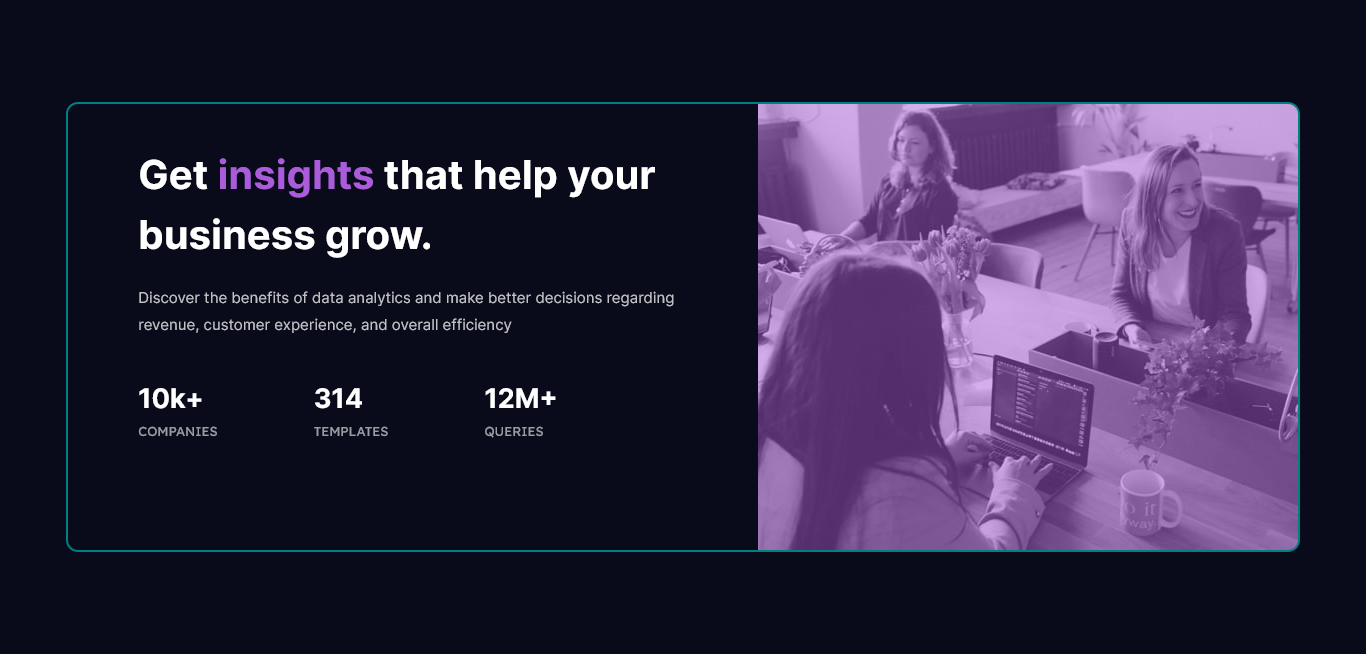 Get insights that help your
business grow.
Discover the benefits of data analytics and make better decisions regarding
revenue, customer experience, and overall efficiency
10k+ 314 12M+
COMPANIES TEMPLATES QUERIES
it